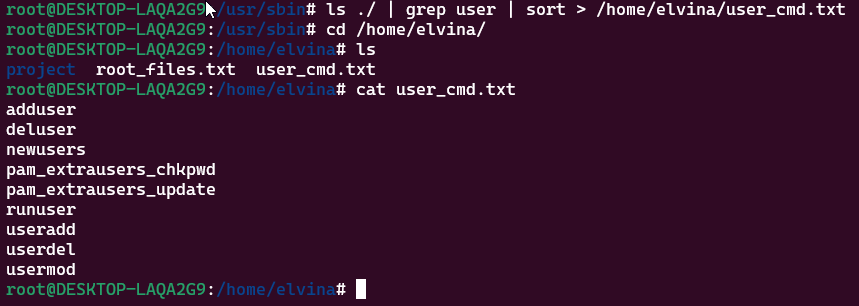 root@DESKTOP-LAQA2G9:/usr/sbin# ls ./ | grep user | sort > /home/elvina/user_cmd.txt
root@DESKTOP-LAQA2G9:/usr/sbin# cd /home/elvina/
root@DESKTOP-LAQA2G9:/home/elvina# ls
project  root_files.txt  user_cmd.txt
root@DESKTOP-LAQA2G9:/home/elvina# cat user_cmd.txt
adduser
deluser
newusers
pam_extrausers_chkpwd
pam_extrausers_update
runuser
useradd
userdel
usermod
root@DESKTOP-LAQA2G9:/home/elvina#